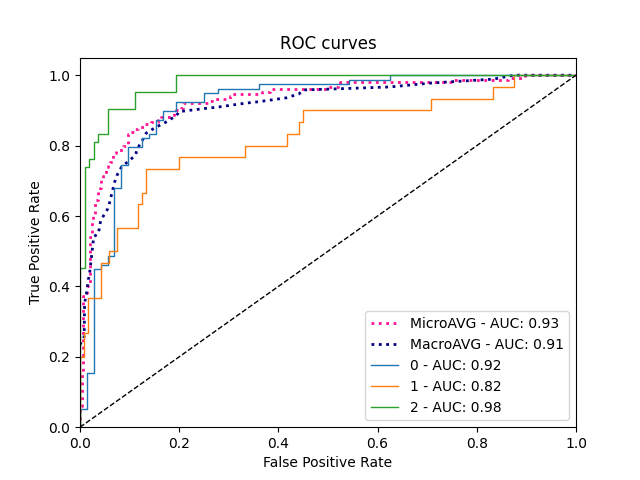 ROC curves
True Positive Rate
1.0
0.8
0.6
0.4
0.2
0.0
MicroAVG - AUC: 0.93
MacroAVG - AUC: 0.91
0 - AUC: 0.92
1 - AUC: 0.82
2 - AUC: 0.98
0.0 0.2 0.4 0.6 0.8 1.0
False Positive Rate